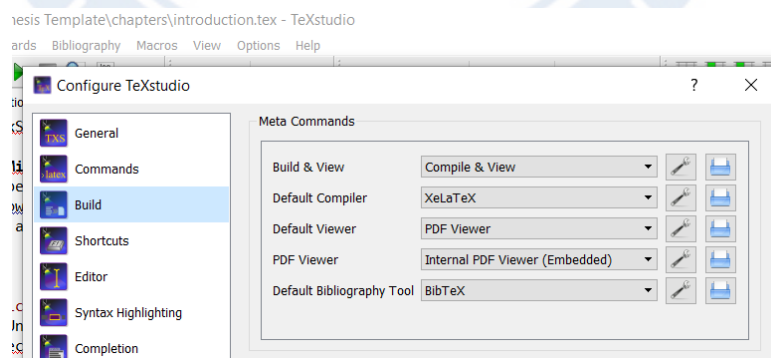 nesis Template\chapters\introduction.tex - TeXstudio
ards Bibliography Macros View Options Help
Configure TeXstudio ? 
General
Commands
Build
Shortcuts
Editor
Syntax Highlighting
Completion
Meta Commands
Build & View Compile & View
Default Compiler XeLaTeX
Default Viewer PDF Viewer
PDF Viewer Internal PDF Viewer (Embedded)
Default Bibliography Tool BibTeX